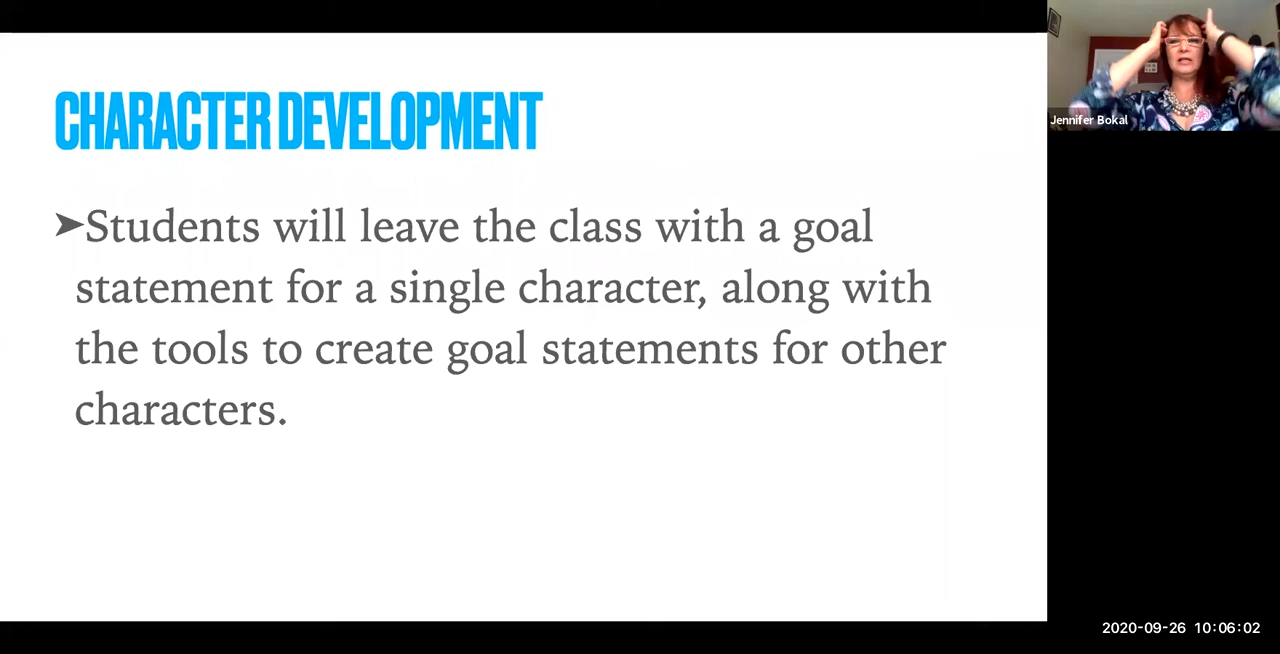 CHARACTER DEVELOPMENT
➤Students will leave the class with a goal
statement for a single character, along with
the tools to create goal statements for other
characters.
Jennifer Bokal
2020-09-26 10:06:02